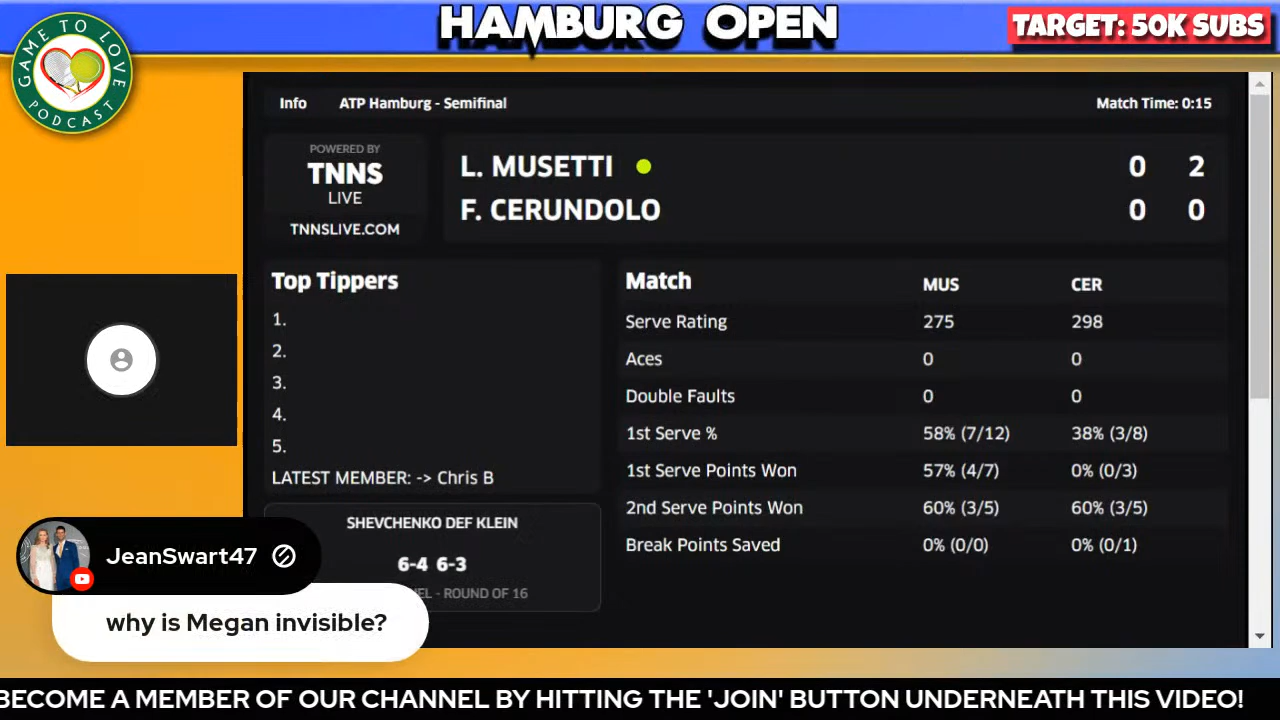 HAMBURG OPEN
TARGET: 50K SUBS
GAME TO LOVE
PODCAST
Info ATP Hamburg - Semifinal Match Time: 0:15
POWERED BY
TNNS
LIVE
TNNSLIVE.COM
L. MUSETTI 0 2
F. CERUNDOLO 0 0
Top Tippers
1.
2.
3.
4.
5.
LATEST MEMBER: -> Chris B
SHEVCHENKO DEF KLEIN
6-4 6-3
EL - ROUND OF 16
Match MUS CER
Serve Rating 275 298
Aces 0 0
Double Faults 0 0
1st Serve % 58% (7/12) 38% (3/8)
1st Serve Points Won 57% (4/7) 0% (0/3)
2nd Serve Points Won 60% (3/5) 60% (3/5)
Break Points Saved 0% (0/0) 0% (0/1)
JeanSwart47
why is Megan invisible?
BECOME A MEMBER OF OUR CHANNEL BY HITTING THE 'JOIN' BUTTON UNDERNEATH THIS VIDEO!